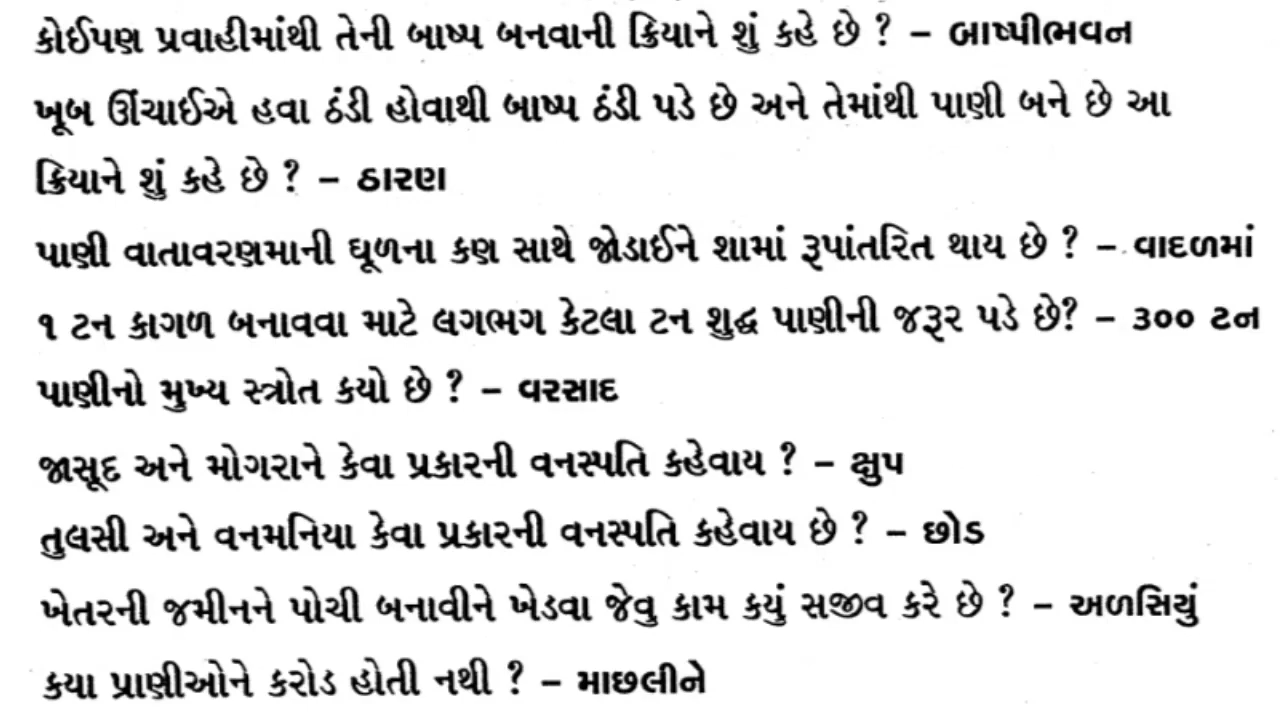 કોઈપણ પ્રવાહીમાંથી તેની બાષ્પ બનવાની ક્રિયાને શું કહે છે ? – બાષ્પીભવન
ખૂબ ઊંચાઈએ હવા ઠંડી હોવાથી બાષ્પ ઠંડી પડે છે અને તેમાંથી પાણી બને છે આ
ક્રિયાને શું કહે છે ? – ઠારણ
પાણી વાતાવરણમાની ધૂળના કણ સાથે જોડાઈને શામાં રૂપાંતરિત થાય છે ? – વાદળમાં
૧ ટન કાગળ બનાવવા માટે લગભગ કેટલા ટન શુદ્ધ પાણીની જરૂર પડે છે? – ૩૦૦ ટન
પાણીનો મુખ્ય સ્ત્રોત કયો છે ? – વરસાદ
જાસૂદ અને મોગરાને કેવા પ્રકારની વનસ્પતિ કહેવાય ? – ક્ષુપ
તુલસી અને વનમનિયા કેવા પ્રકારની વનસ્પતિ કહેવાય છે ? – છોડ
ખેતરની જમીનને પોચી બનાવીને ખેડવા જેવુ કામ કયું સજીવ કરે છે ? – અળસિયું
કયા પ્રાણીઓને કરોડ હોતી નથી ? – માછલીને